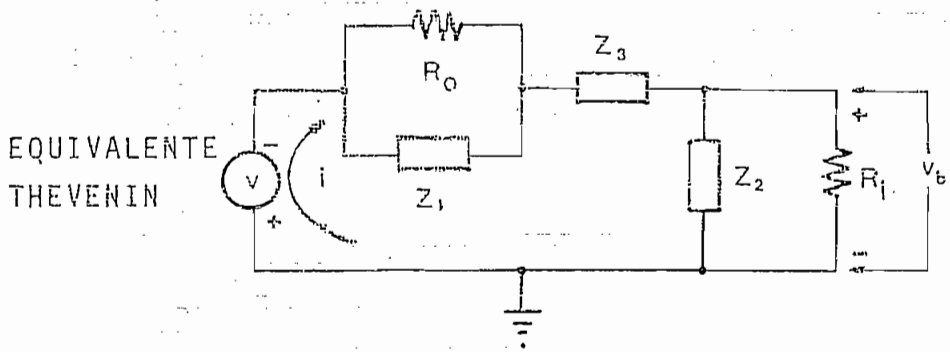 R₀
Z₃
EQUIVALENTE
THEVENIN
-
v
+
i
Z₁
Z₂
Rᵢ
+
vₜ
-